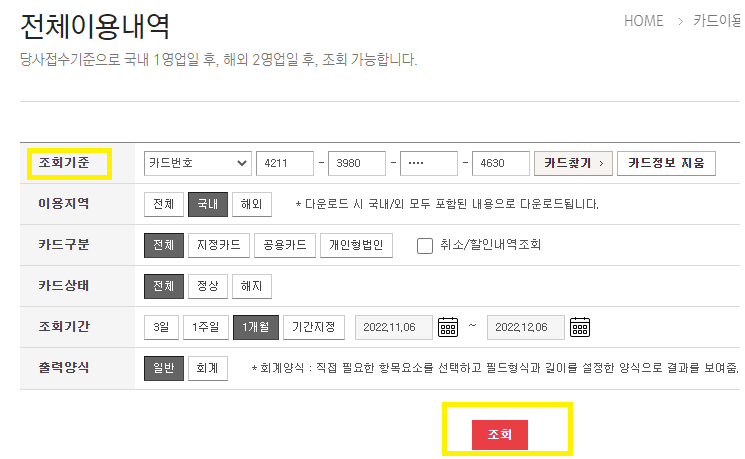 전체이용내역
HOME > 카드이용
당사접수기준으로 국내 1영업일 후, 해외 2영업일 후, 조회 가능합니다.
조회기준 카드번호 4211 - 3980 - •••• - 4630 카드찾기 > 카드정보 지움
이용지역 전체 국내 해외 * 다운로드 시 국내/외 모두 포함된 내용으로 다운로드됩니다.
카드구분 전체 지정카드 공용카드 개인형법인 취소/할인내역조회
카드상태 전체 정상 해지
조회기간 3일 1주일 1개월 기간지정 2022.11.06 ~ 2022.12.06
출력양식 일반 회계 * 회계양식 : 직접 필요한 항목요소를 선택하고 필드형식과 길이를 설정한 양식으로 결과를 보여줌.
조회